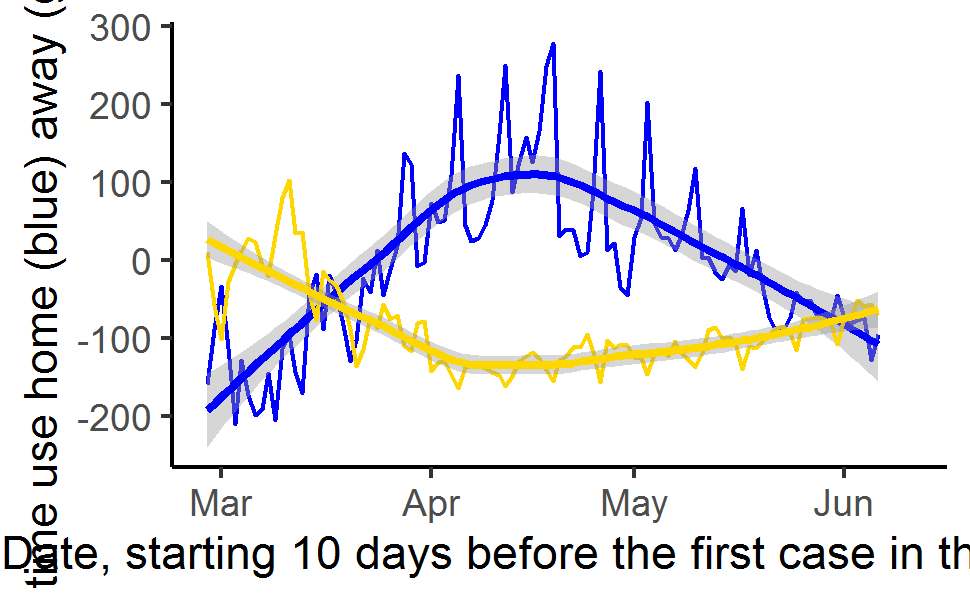 time use home (blue) away (
300
200
100
0
-100
-200
Mar Apr May Jun
Date, starting 10 days before the first case in th